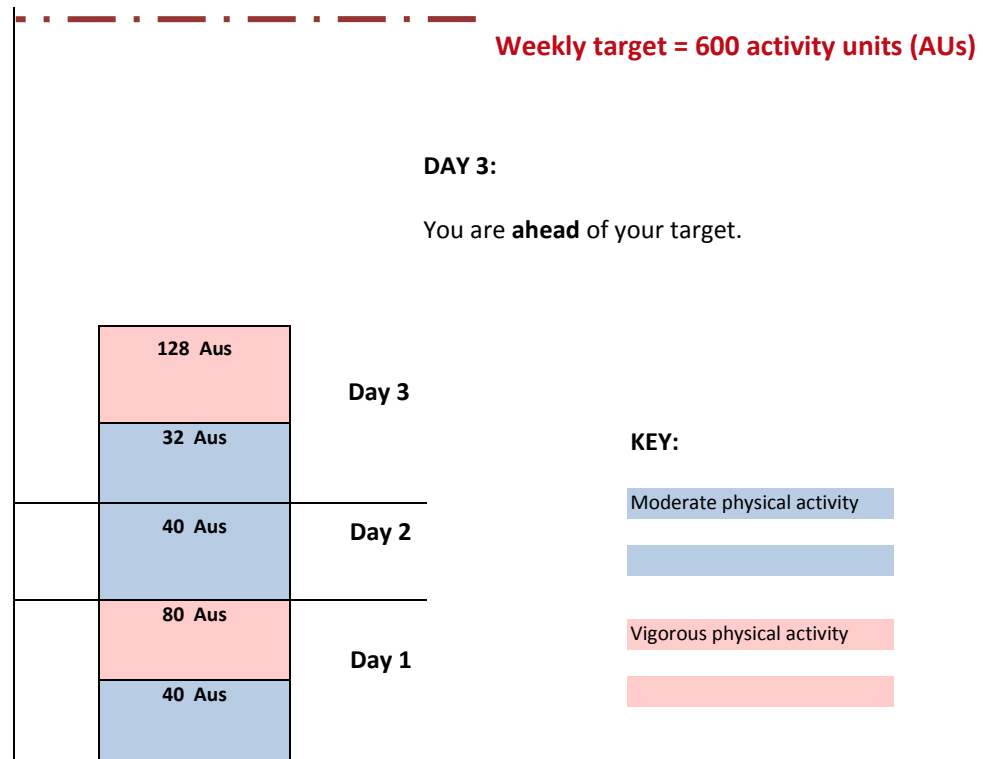 Weekly target = 600 activity units (AUs)
DAY 3:
You are ahead of your target.
128 Aus
Day 3
32 Aus
KEY:
Moderate physical activity
40 Aus
Day 2
80 Aus
Vigorous physical activity
Day 1
40 Aus